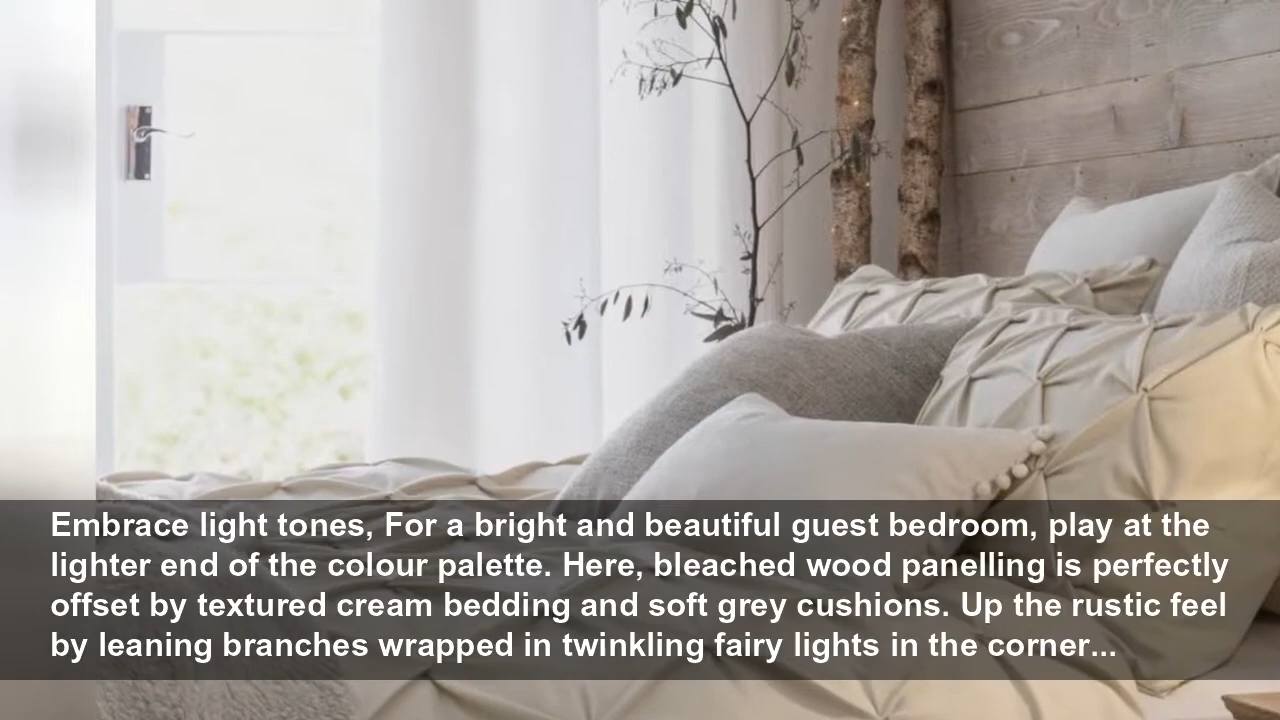 Embrace light tones, For a bright and beautiful guest bedroom, play at the
lighter end of the colour palette. Here, bleached wood panelling is perfectly
offset by textured cream bedding and soft grey cushions. Up the rustic feel
by leaning branches wrapped in twinkling fairy lights in the corner...